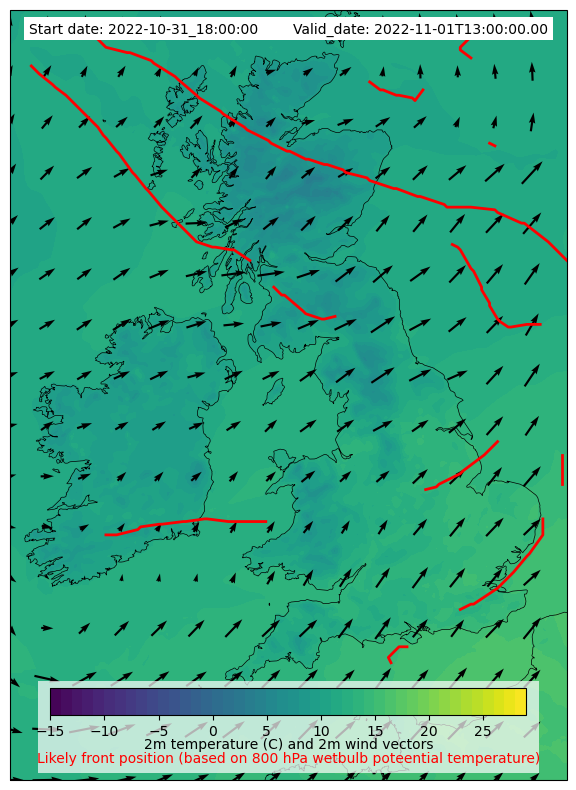 Start date: 2022-10-31_18:00:00 Valid_date: 2022-11-01T13:00:00.00
−15 −10 −5 0 5 10 15 20 25
2m temperature (C) and 2m wind vectors
Likely front position (based on 800 hPa wetbulb poteential temperature)